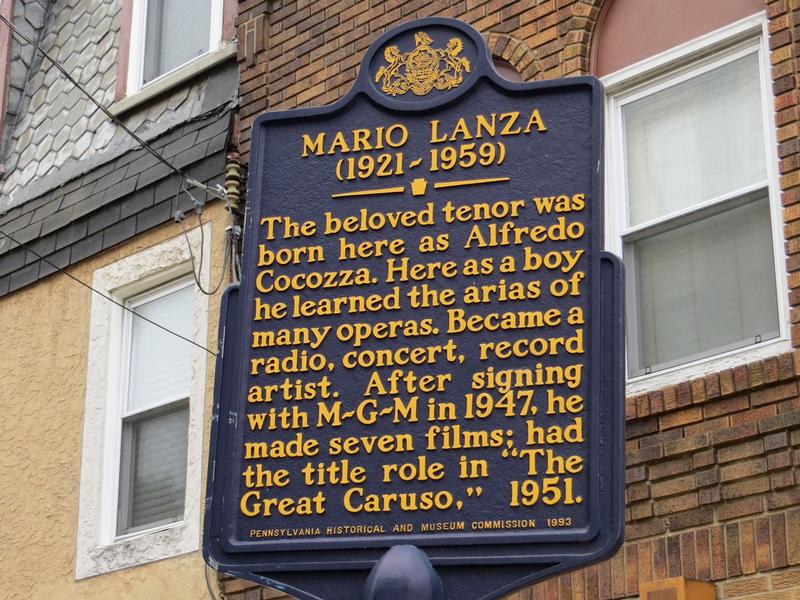 MARIO LANZA
(1921~1959)
The beloved tenor was
born here as Alfredo
Cocozza. Here as a boy
he learned the arias of
many operas. Became a
radio, concert, record
artist. After signing
with M~G~M in 1947, he
made seven films; had
the title role in "The
Great Caruso," 1951.
PENNSYLVANIA HISTORICAL AND MUSEUM COMMISSION 1993